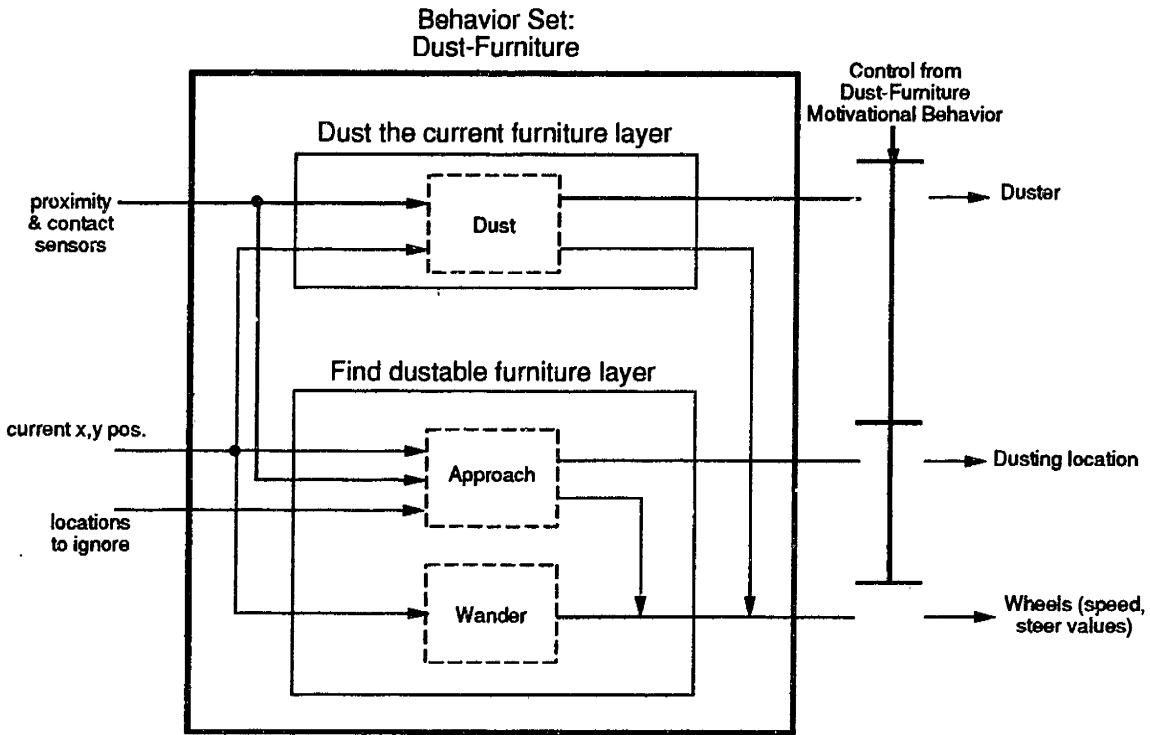 Behavior Set:
Dust-Furniture
Control from
Dust-Furniture
Motivational Behavior
Dust the current furniture layer
proximity
& contact
sensors
Dust
Duster
Find dustable furniture layer
current x,y pos.
Approach
Dusting location
locations
to ignore
Wander
Wheels (speed,
steer values)